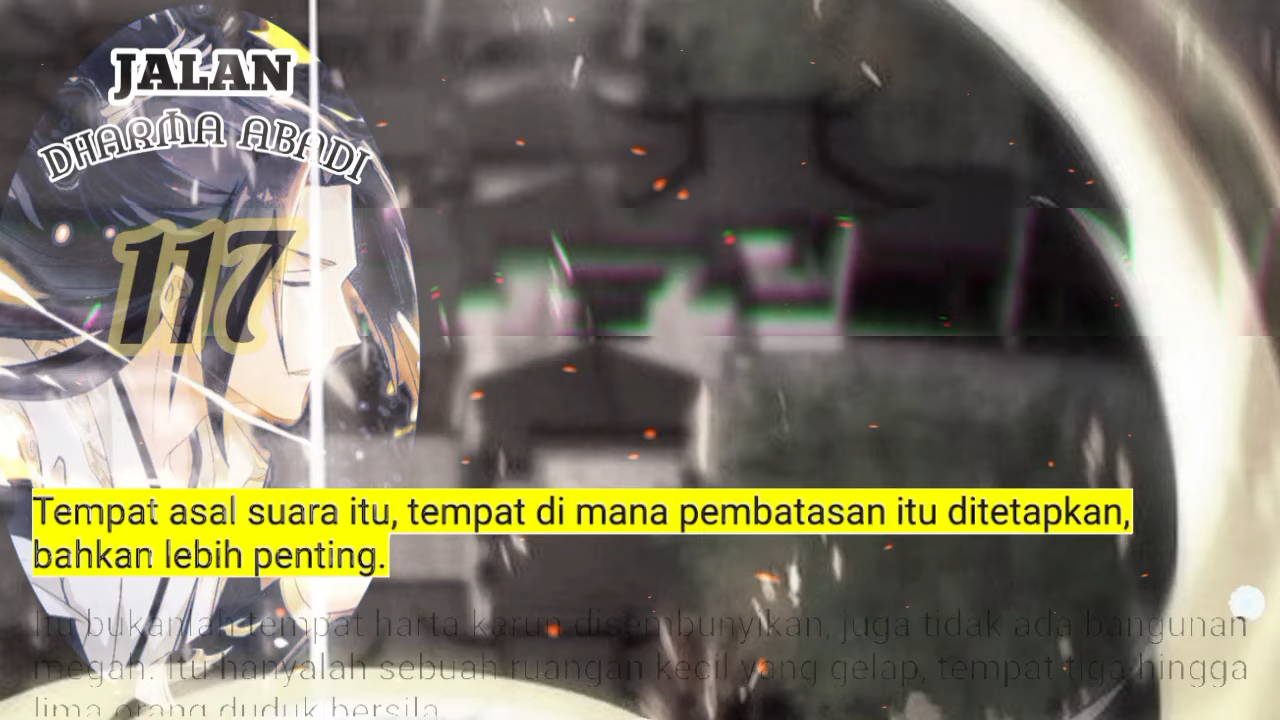 JALAN
DHARMA ABADI
117
Tempat asal suara itu, tempat di mana pembatasan itu ditetapkan,
bahkan lebih penting.
Itu bukanlah tempat harta karun disembunyikan, juga tidak ada bangunan
megah. Itu hanyalah sebuah ruangan kecil yang gelap, tempat tiga hingga
lima orang duduk bersila